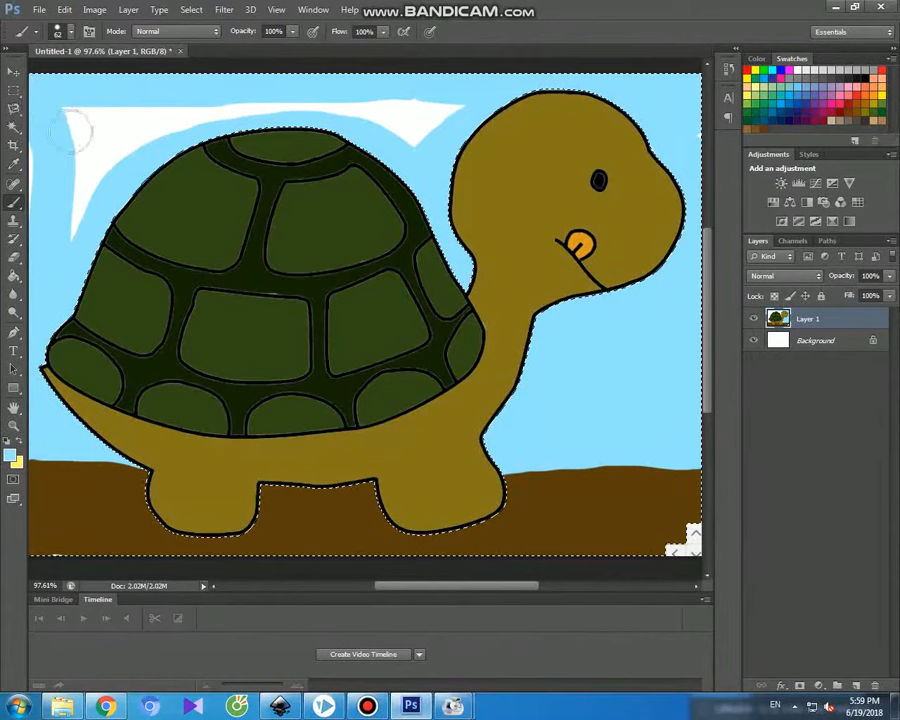 Ps File Edit Image Layer Type Select Filter 3D View Window Help
www.BANDICAM.com
62 Mode: Normal Opacity: 100% Flow: 100% Essentials
Untitled-1 @ 97.6% (Layer 1, RGB/8) * ×
Color Swatches
Adjustments Styles
Add an adjustment
Layers Channels Paths
Kind
Normal Opacity: 100%
Lock: Fill: 100%
Layer 1
Background
97.61% Doc: 2.02M/2.02M
Mini Bridge Timeline
Create Video Timeline
EN 5:59 PM
6/19/2018